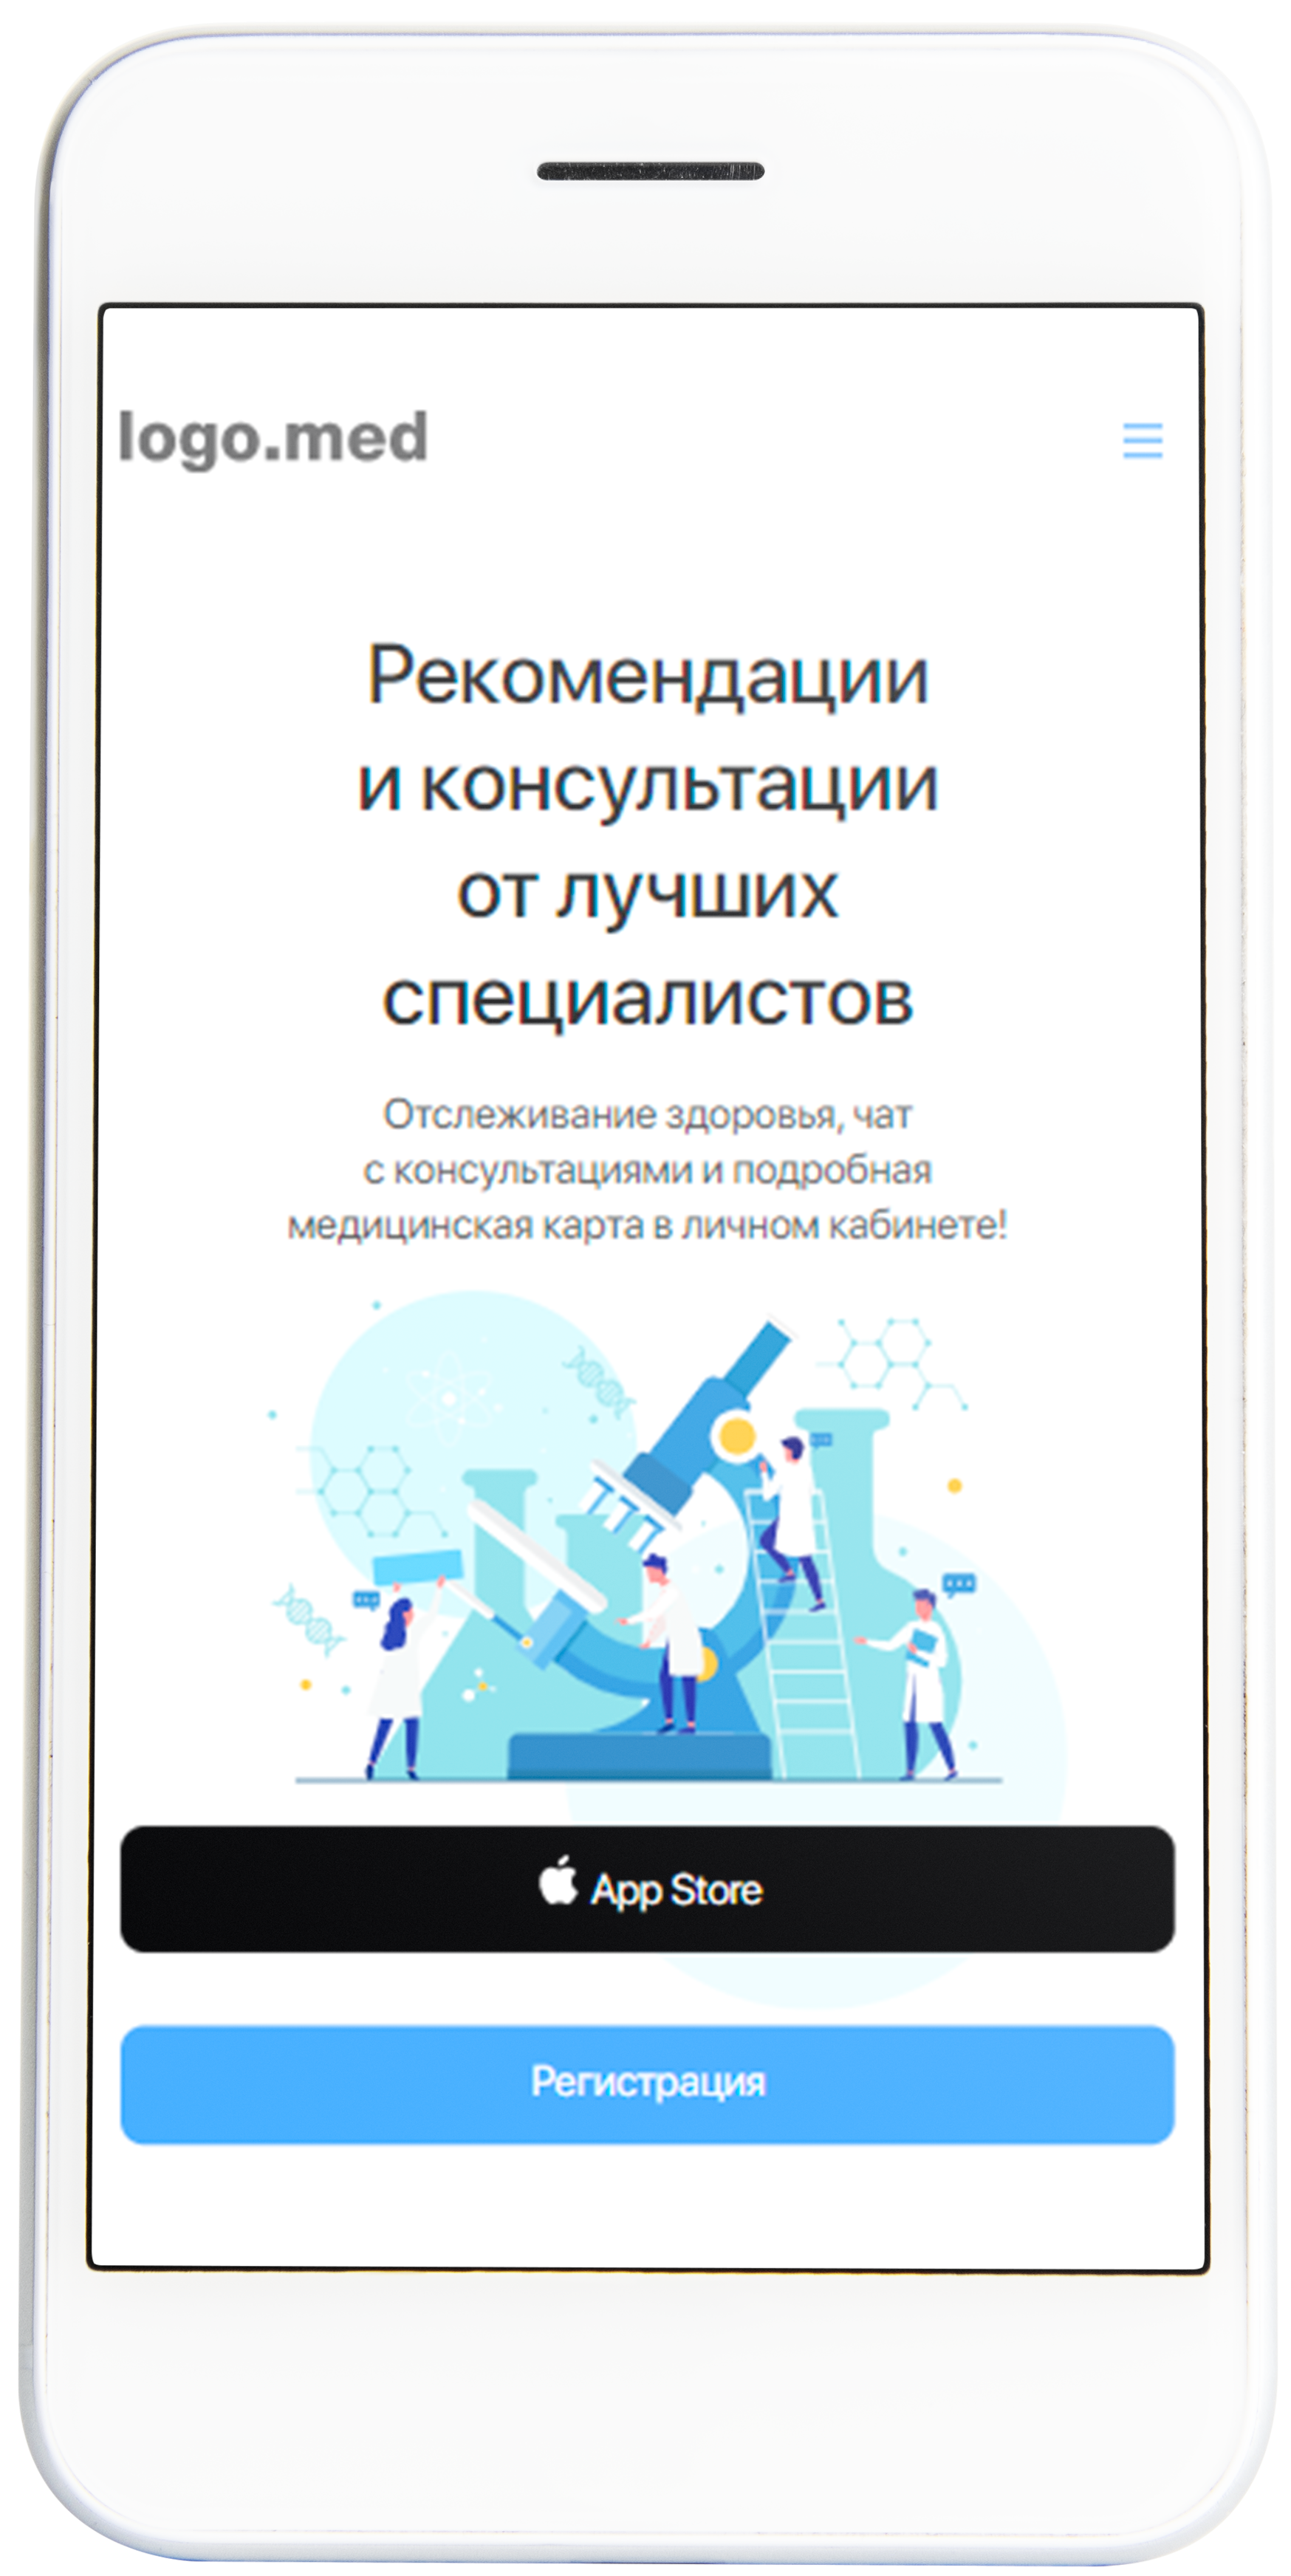 logo.med
Рекомендации
и консультации
от лучших
специалистов
Отслеживание здоровья, чат
с консультациями и подробная
медицинская карта в личном кабинете!
App Store
Регистрация